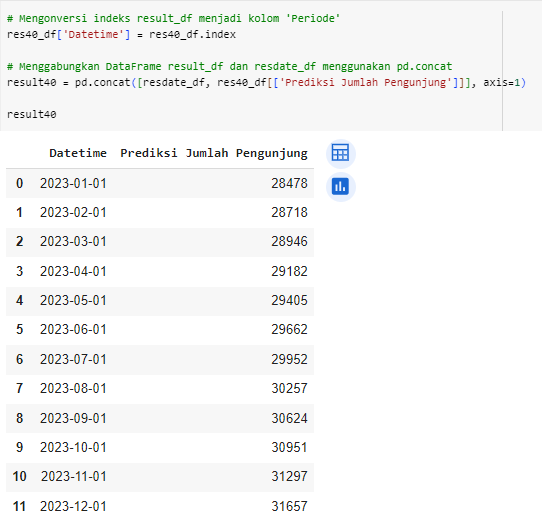 # Mengonversi indeks result_df menjadi kolom 'Periode'
res40_df['Datetime'] = res40_df.index
# Menggabungkan DataFrame result_df dan resdate_df menggunakan pd.concat
result40 = pd.concat([resdate_df, res40_df[['Prediksi Jumlah Pengunjung']]], axis=1)
result40
Datetime Prediksi Jumlah Pengunjung
0 2023-01-01 28478
1 2023-02-01 28718
2 2023-03-01 28946
3 2023-04-01 29182
4 2023-05-01 29405
5 2023-06-01 29662
6 2023-07-01 29952
7 2023-08-01 30257
8 2023-09-01 30624
9 2023-10-01 30951
10 2023-11-01 31297
11 2023-12-01 31657